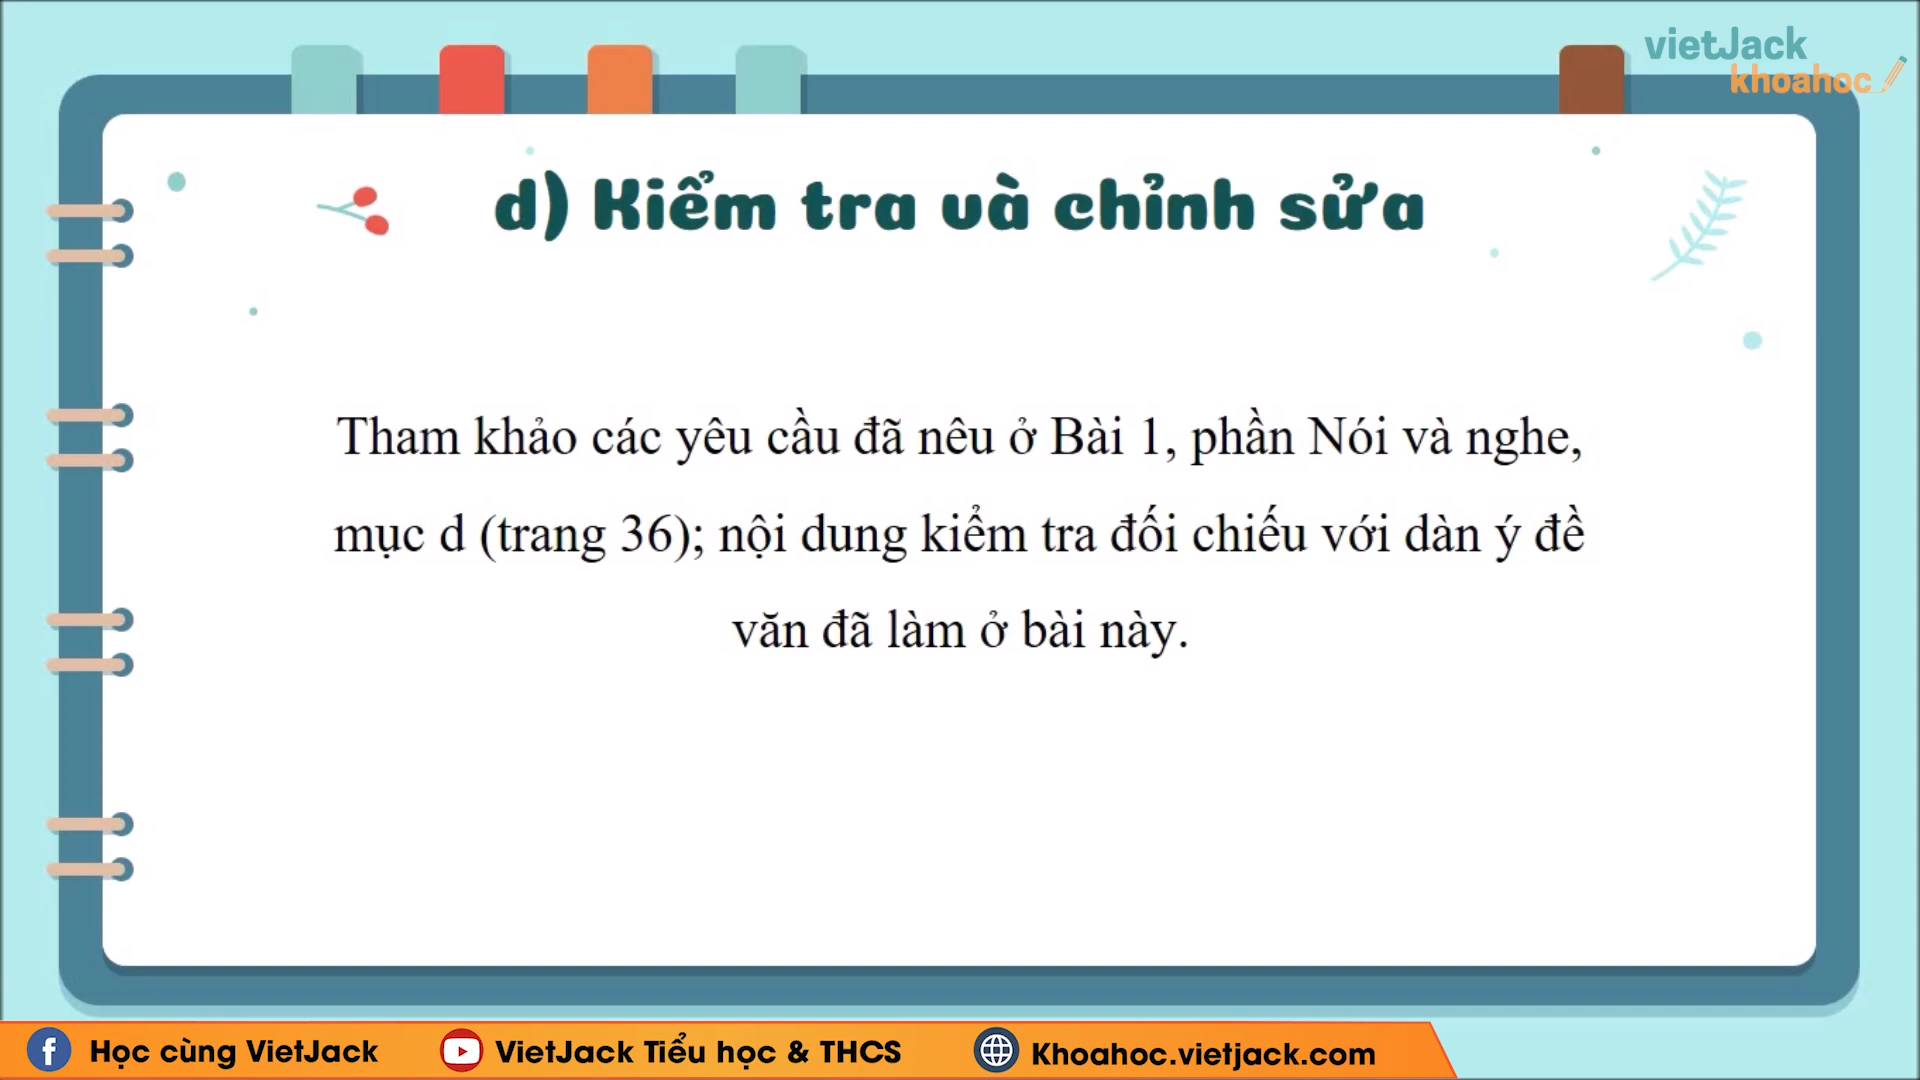 vietJack
khoahoc
d) Kiểm tra và chỉnh sửa
Tham khảo các yêu cầu đã nêu ở Bài 1, phần Nói và nghe,
mục d (trang 36); nội dung kiểm tra đối chiếu với dàn ý đề
văn đã làm ở bài này.
Học cùng VietJack
VietJack Tiểu học & THCS
Khoahoc.vietjack.com